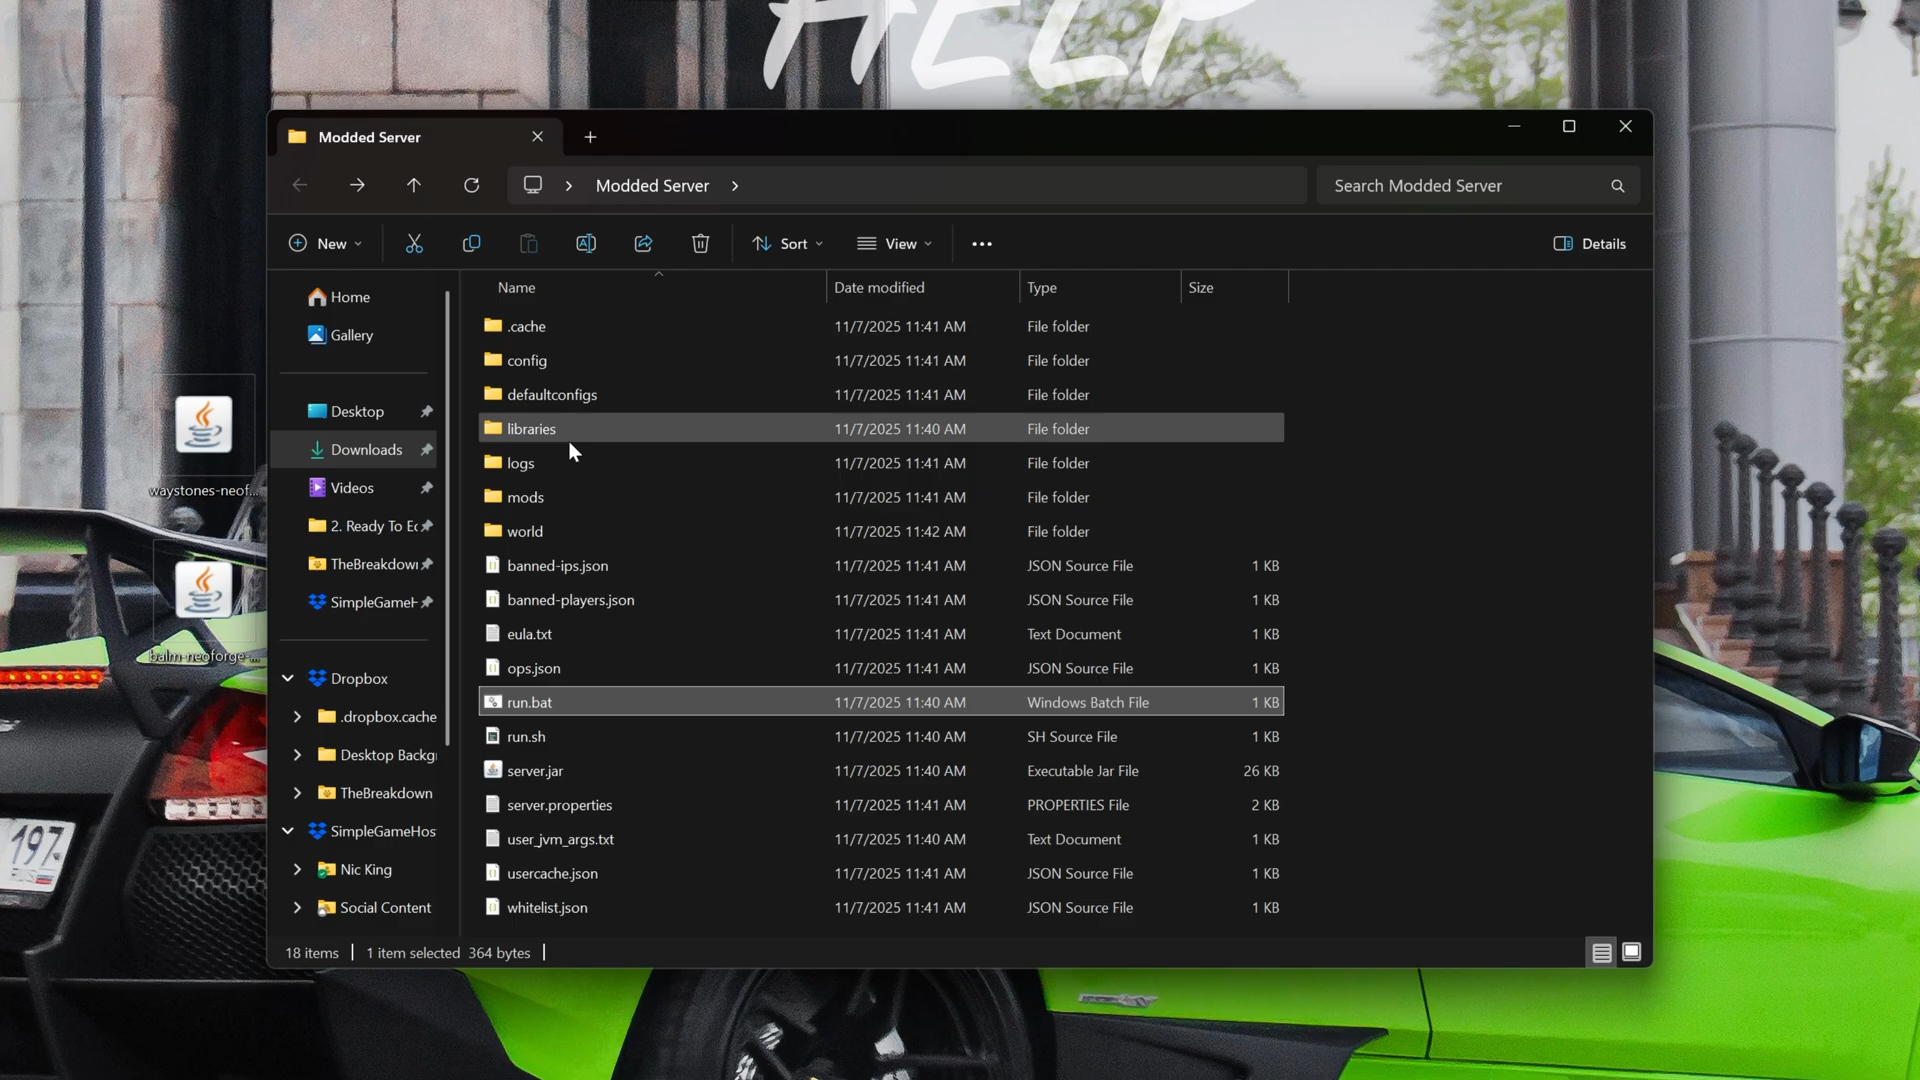 HELP
Modded Server
Modded Server
Search Modded Server
New
Sort
View
Details
Name
Date modified
Type
Size
Home
Gallery
Desktop
Downloads
Videos
2. Ready To Ec
TheBreakdown
SimpleGameH
Dropbox
.dropbox.cache
Desktop Backgr
TheBreakdown
SimpleGameHos
Nic King
Social Content
.cache 11/7/2025 11:41 AM File folder
config 11/7/2025 11:41 AM File folder
defaultconfigs 11/7/2025 11:41 AM File folder
libraries 11/7/2025 11:40 AM File folder
logs 11/7/2025 11:41 AM File folder
mods 11/7/2025 11:41 AM File folder
world 11/7/2025 11:42 AM File folder
banned-ips.json 11/7/2025 11:41 AM JSON Source File 1 KB
banned-players.json 11/7/2025 11:41 AM JSON Source File 1 KB
eula.txt 11/7/2025 11:41 AM Text Document 1 KB
ops.json 11/7/2025 11:41 AM JSON Source File 1 KB
run.bat 11/7/2025 11:40 AM Windows Batch File 1 KB
run.sh 11/7/2025 11:40 AM SH Source File 1 KB
server.jar 11/7/2025 11:40 AM Executable Jar File 26 KB
server.properties 11/7/2025 11:41 AM PROPERTIES File 2 KB
user_jvm_args.txt 11/7/2025 11:40 AM Text Document 1 KB
usercache.json 11/7/2025 11:41 AM JSON Source File 1 KB
whitelist.json 11/7/2025 11:41 AM JSON Source File 1 KB
18 items
1 item selected 364 bytes
waystones-neof...
balm-neoforge-...
197